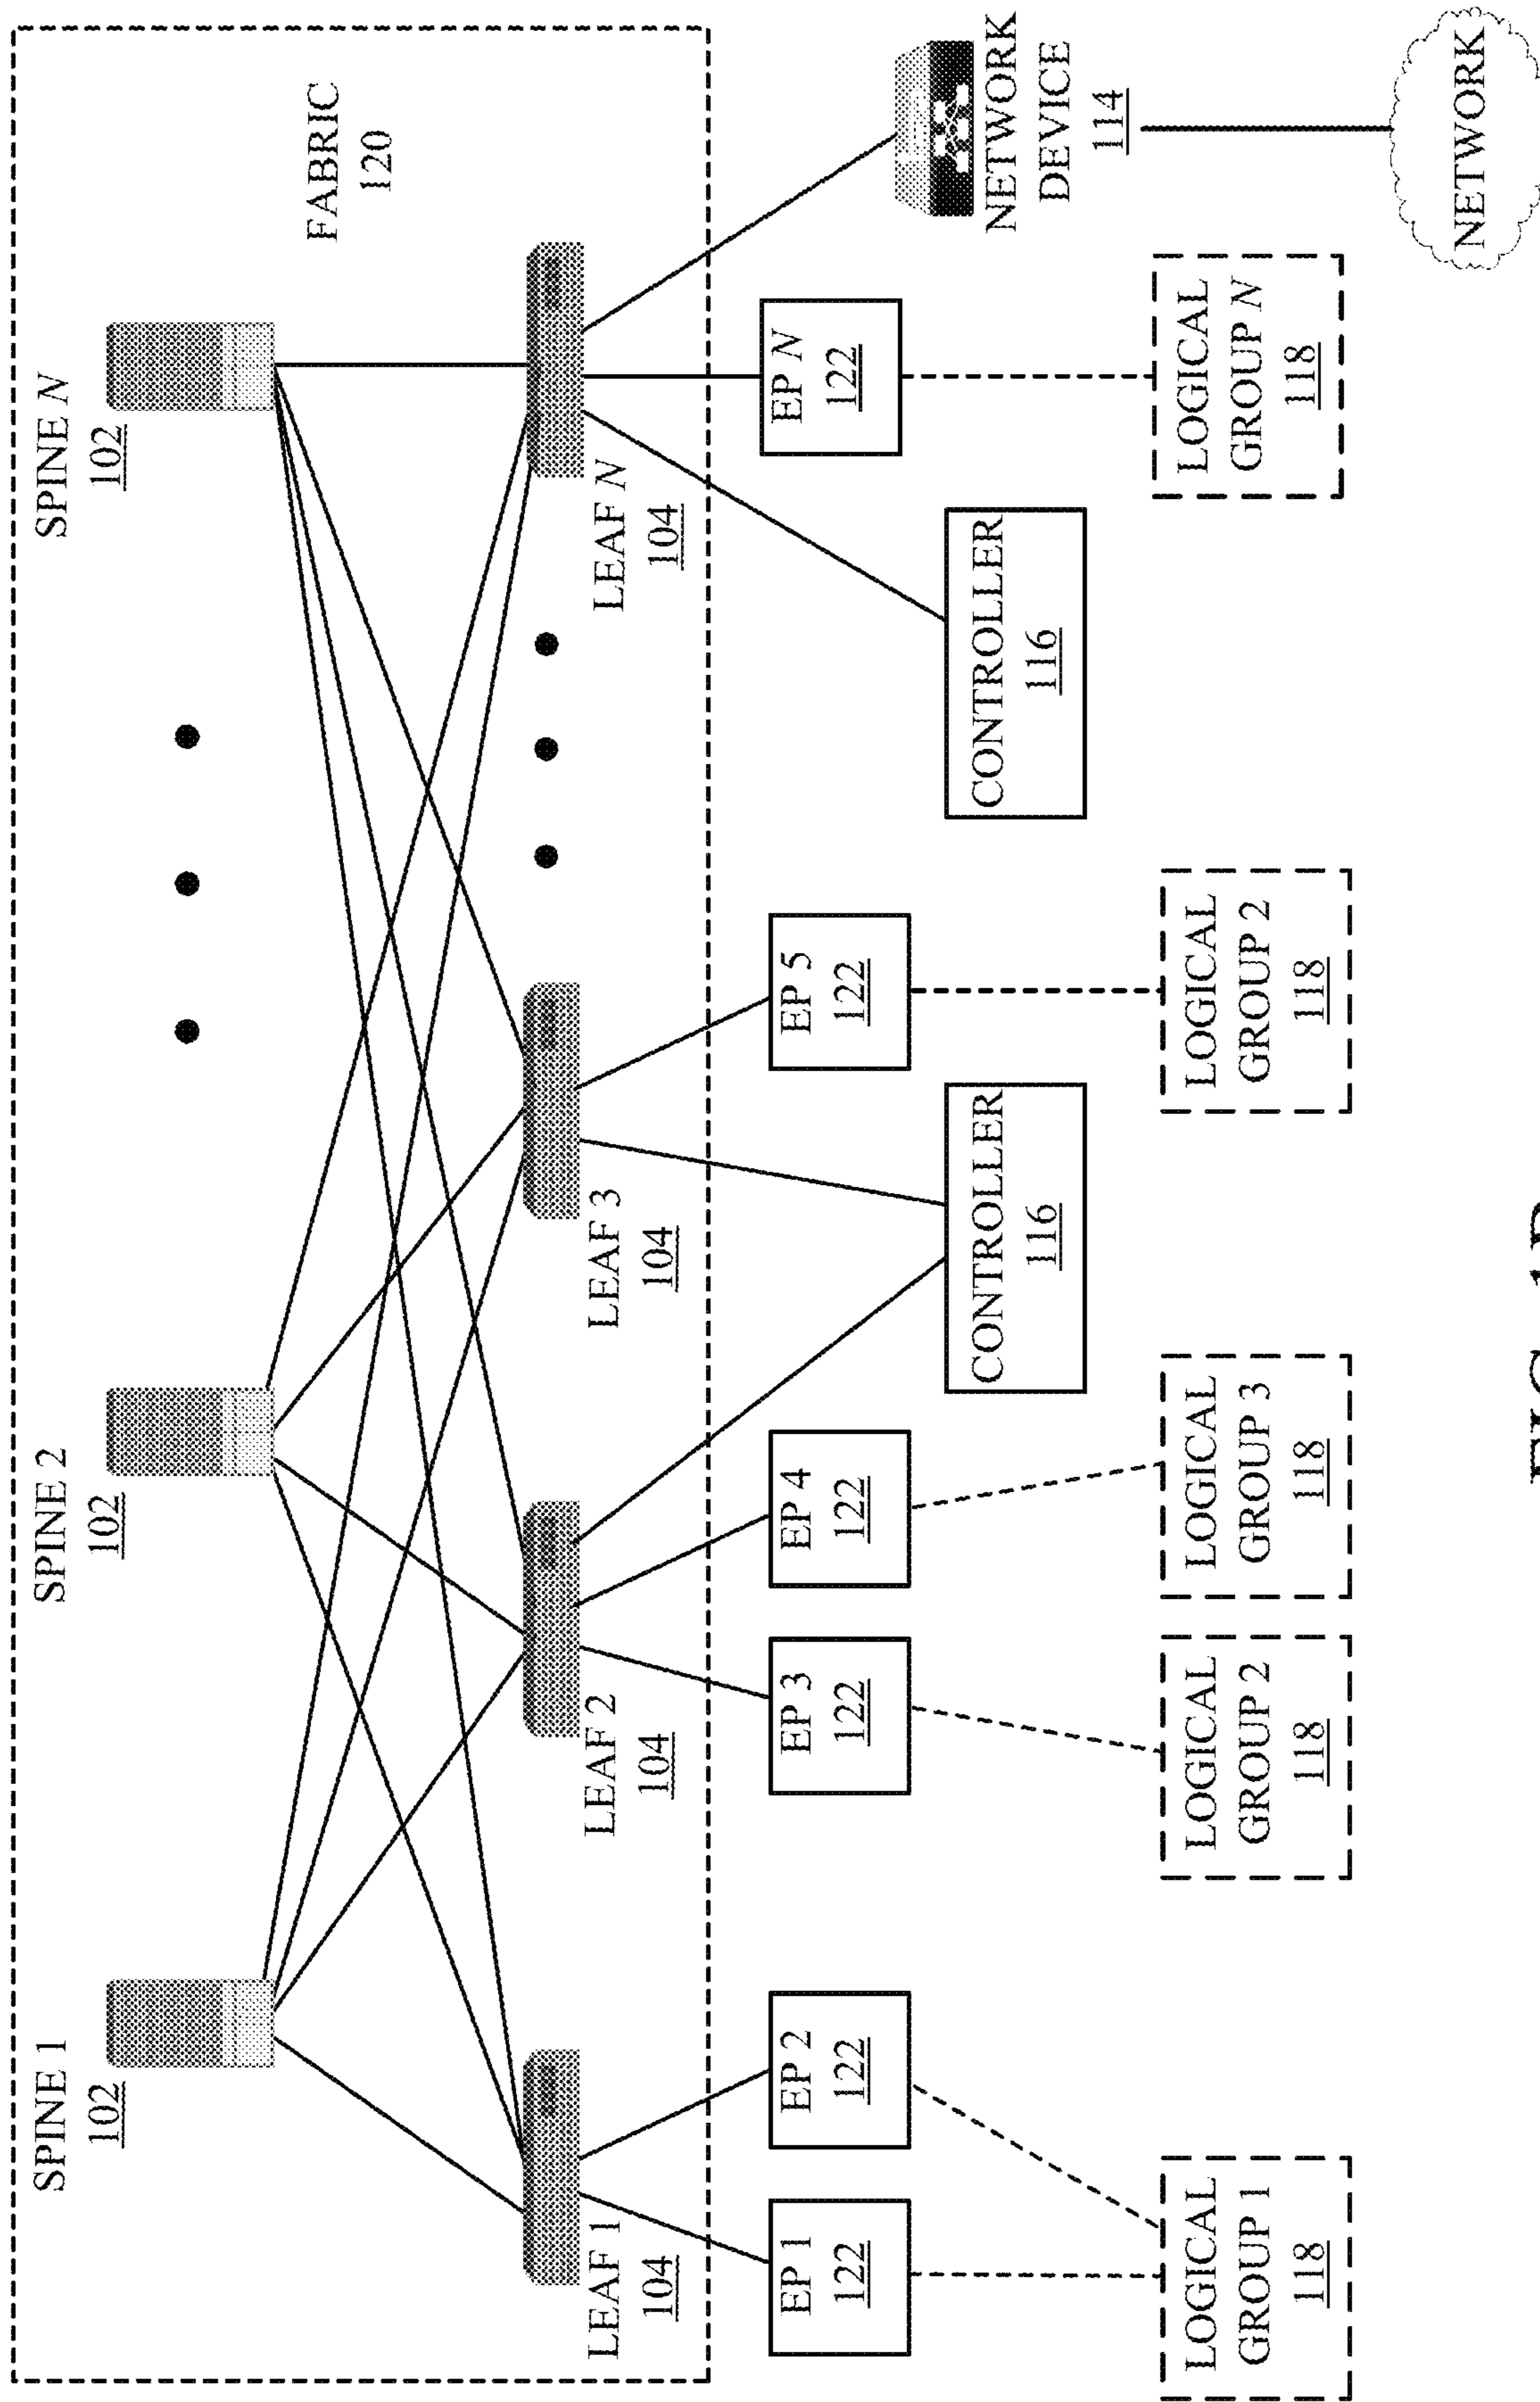 SPINE 1
102
SPINE 2
102
SPINE N
102
FABRIC
120
LEAF 1
104
LEAF 2
104
LEAF 3
104
LEAF N
104
EP 1
122
EP 2
122
EP 3
122
EP 4
122
EP 5
122
EP N
122
CONTROLLER
116
CONTROLLER
116
NETWORK
DEVICE
114
LOGICAL
GROUP 1
118
LOGICAL
GROUP 2
118
LOGICAL
GROUP 3
118
LOGICAL
GROUP 2
118
LOGICAL
GROUP N
118
NETWORK